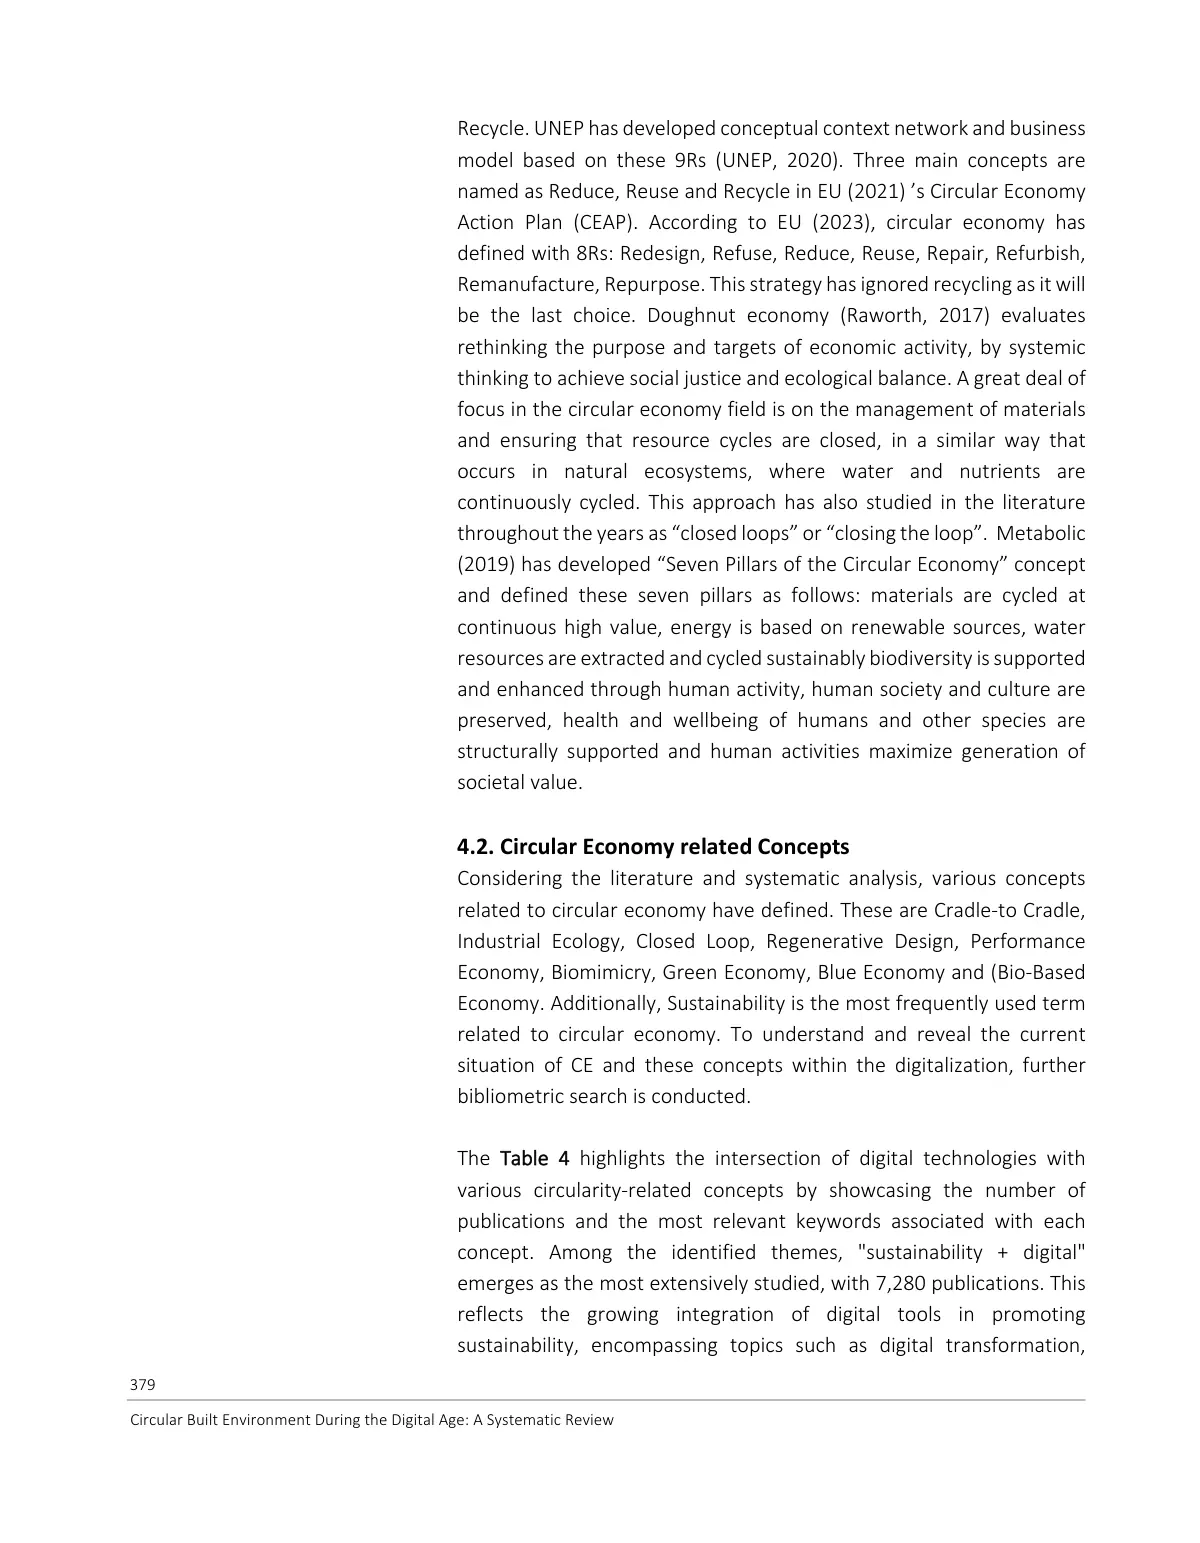 Recycle. UNEP has developed conceptual context network and business
model based on these 9Rs (UNEP, 2020). Three main concepts are
named as Reduce, Reuse and Recycle in EU (2021) ’s Circular Economy
Action Plan (CEAP). According to EU (2023), circular economy has
defined with 8Rs: Redesign, Refuse, Reduce, Reuse, Repair, Refurbish,
Remanufacture, Repurpose. This strategy has ignored recycling as it will
be the last choice. Doughnut economy (Raworth, 2017) evaluates
rethinking the purpose and targets of economic activity, by systemic
thinking to achieve social justice and ecological balance. A great deal of
focus in the circular economy field is on the management of materials
and ensuring that resource cycles are closed, in a similar way that
occurs in natural ecosystems, where water and nutrients are
continuously cycled. This approach has also studied in the literature
throughout the years as “closed loops” or “closing the loop”. Metabolic
(2019) has developed “Seven Pillars of the Circular Economy” concept
and defined these seven pillars as follows: materials are cycled at
continuous high value, energy is based on renewable sources, water
resources are extracted and cycled sustainably biodiversity is supported
and enhanced through human activity, human society and culture are
preserved, health and wellbeing of humans and other species are
structurally supported and human activities maximize generation of
societal value.
4.2. Circular Economy related Concepts
Considering the literature and systematic analysis, various concepts
related to circular economy have defined. These are Cradle-to Cradle,
Industrial Ecology, Closed Loop, Regenerative Design, Performance
Economy, Biomimicry, Green Economy, Blue Economy and (Bio-Based
Economy. Additionally, Sustainability is the most frequently used term
related to circular economy. To understand and reveal the current
situation of CE and these concepts within the digitalization, further
bibliometric search is conducted.
The Table 4 highlights the intersection of digital technologies with
various circularity-related concepts by showcasing the number of
publications and the most relevant keywords associated with each
concept. Among the identified themes, "sustainability + digital"
emerges as the most extensively studied, with 7,280 publications. This
reflects the growing integration of digital tools in promoting
sustainability, encompassing topics such as digital transformation,
379
Circular Built Environment During the Digital Age: A Systematic Review